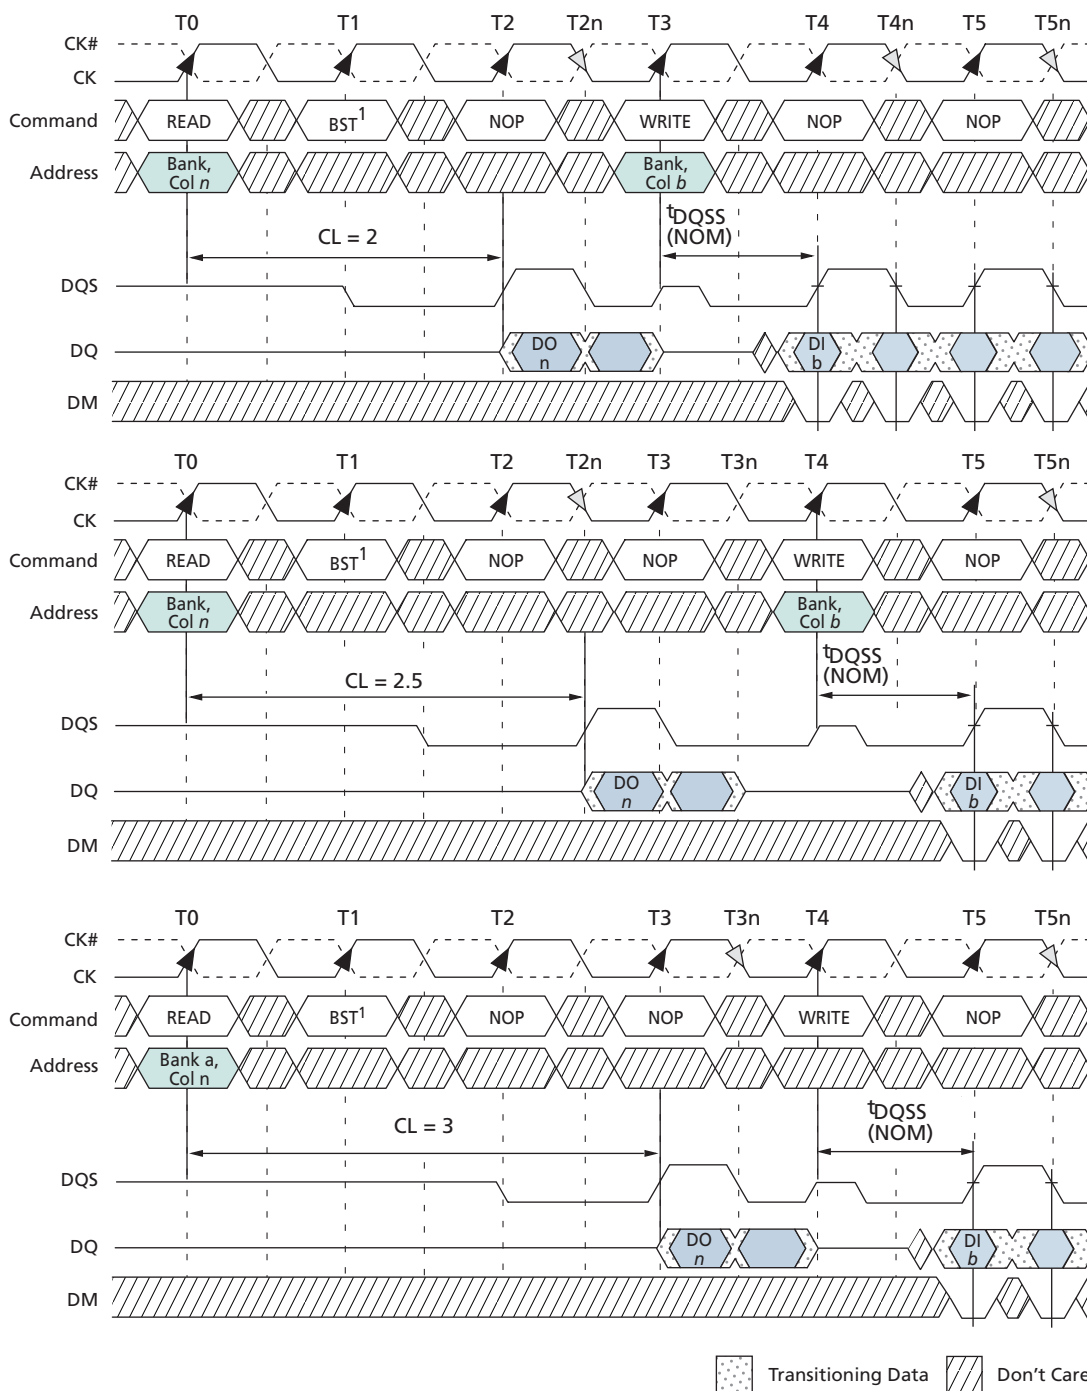 T0 T1 T2 T2n T3 T4 T4n T5 T5n
CK#
CK
Command READ BST1 NOP WRITE NOP NOP
Address Bank, Col n Bank, Col b
CL = 2
tDQSS (NOM)
DQS
DQ DO n DI b
DM
T0 T1 T2 T2n T3 T3n T4 T5 T5n
CK#
CK
Command READ BST1 NOP NOP WRITE NOP
Address Bank, Col n Bank, Col b
CL = 2.5
tDQSS (NOM)
DQS
DQ DO n DI b
DM
T0 T1 T2 T3 T3n T4 T5 T5n
CK#
CK
Command READ BST1 NOP NOP WRITE NOP
Address Bank a, Col n
CL = 3
tDQSS (NOM)
DQS
DQ DO n DI b
DM
Transitioning Data Don't Care